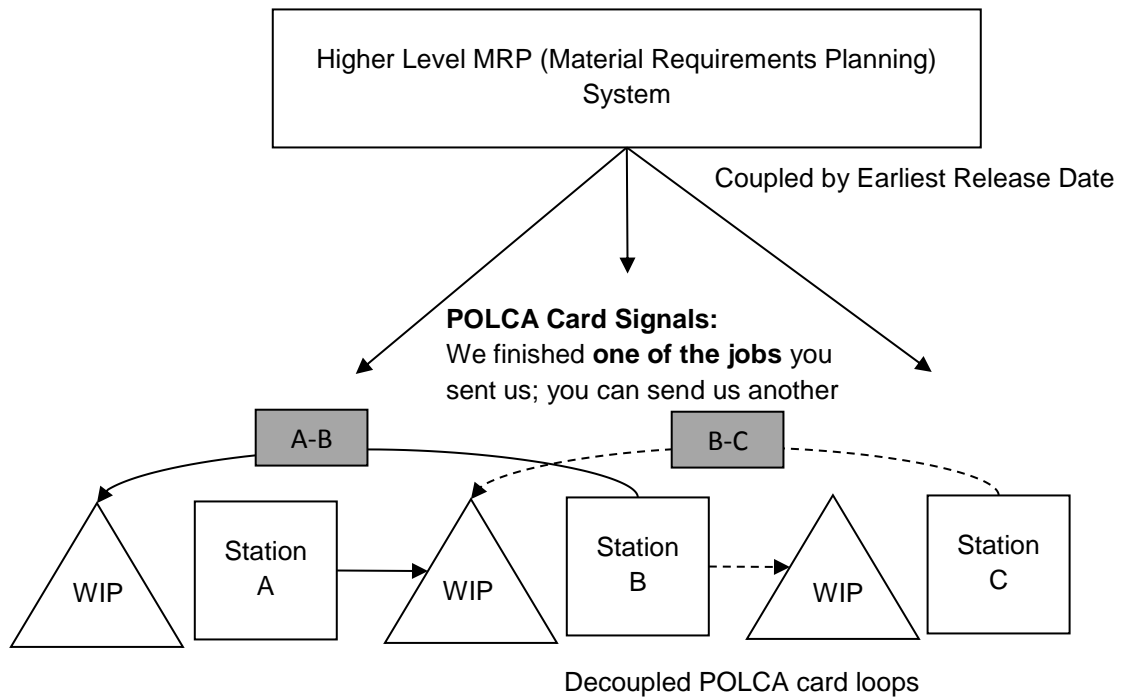 Higher Level MRP (Material Requirements Planning)
System
Coupled by Earliest Release Date
POLCA Card Signals:
We finished one of the jobs you
sent us; you can send us another
A-B
B-C
WIP
Station
A
WIP
Station
B
WIP
Station
C
Decoupled POLCA card loops